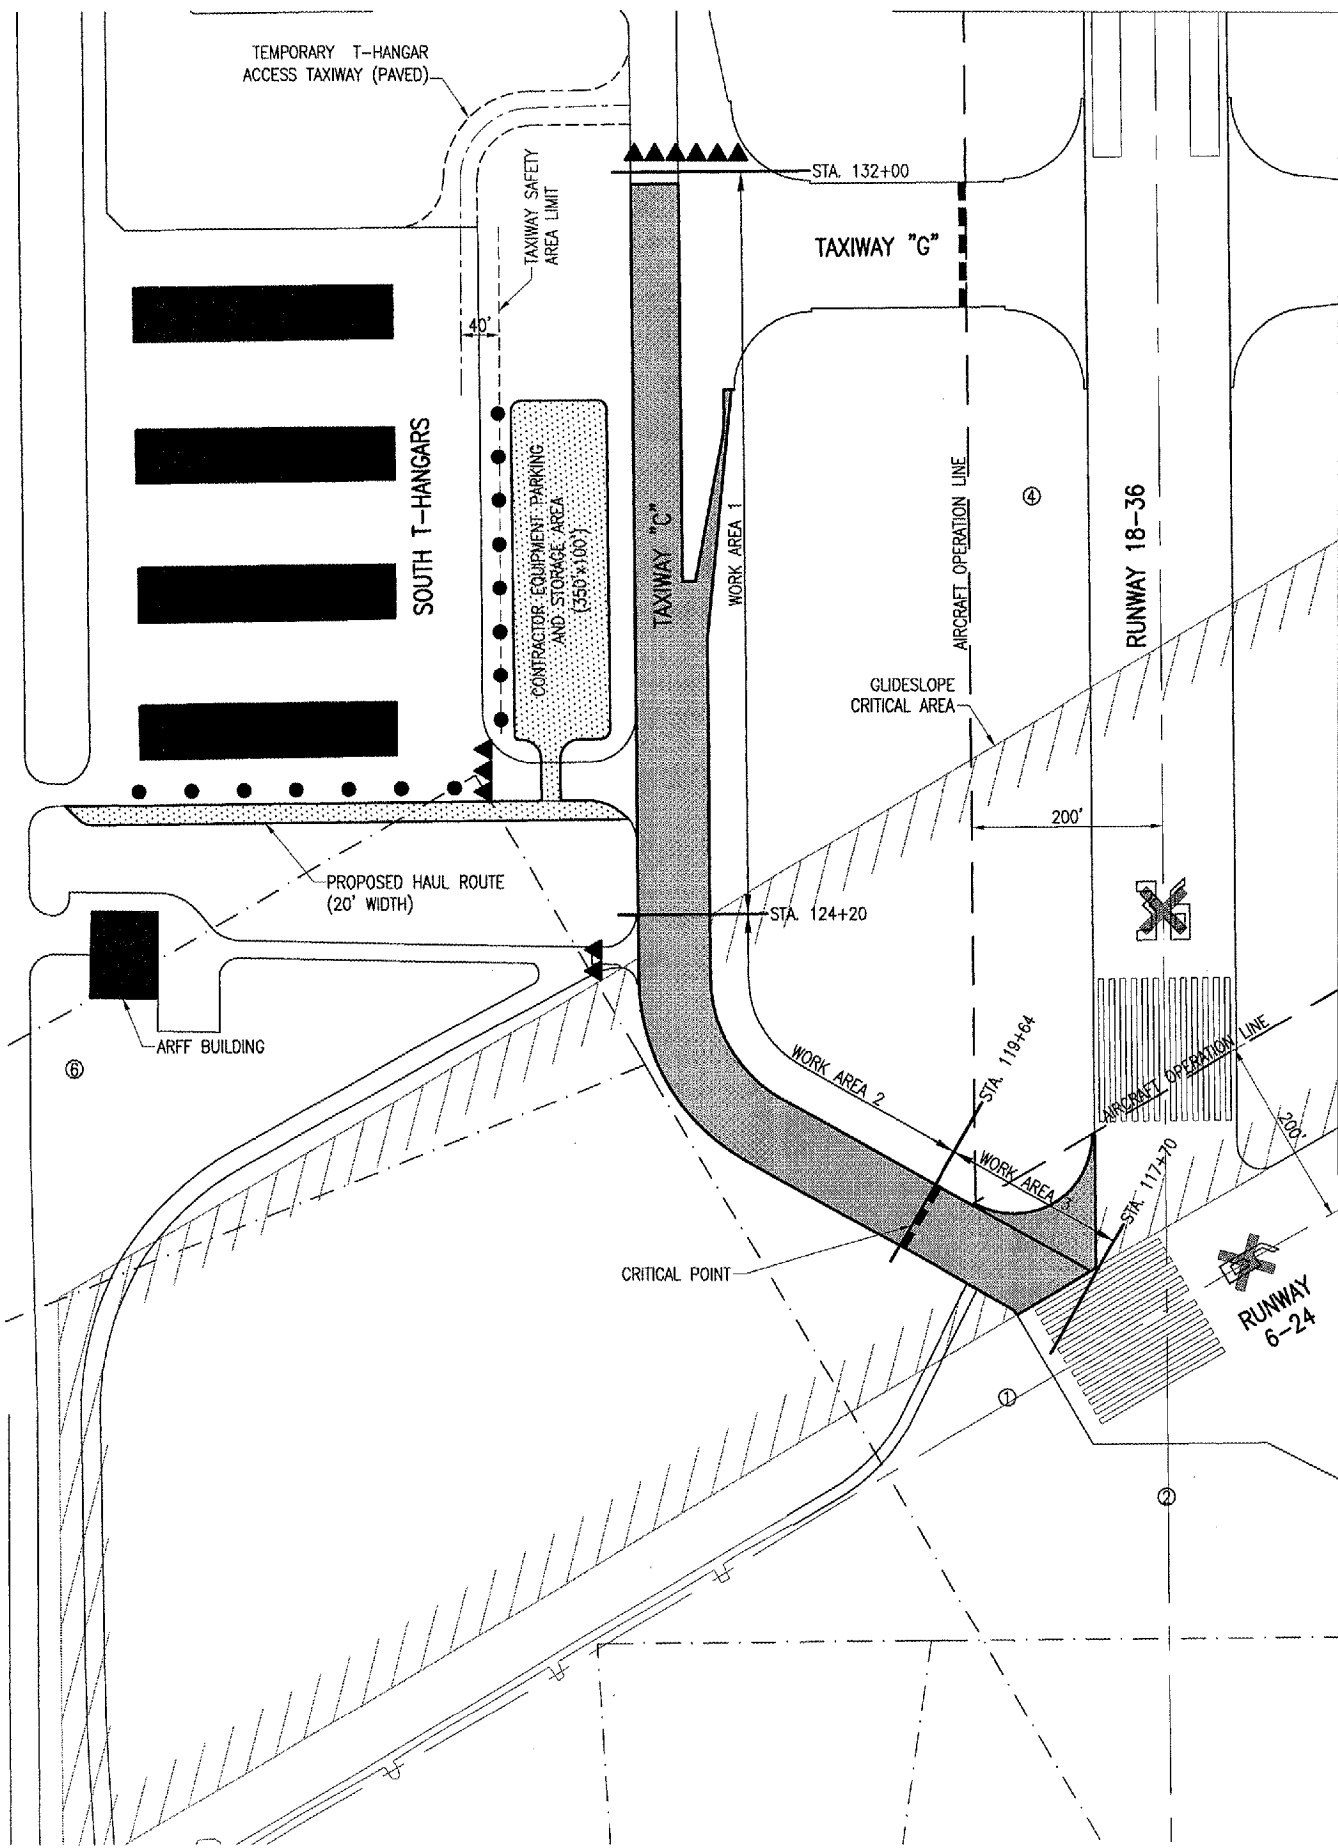 TEMPORARY T-HANGAR
ACCESS TAXIWAY (PAVED)
TAXIWAY SAFETY
AREA LIMIT
STA. 132+00
TAXIWAY "G"
40'
SOUTH T-HANGARS
CONTRACTOR EQUIPMENT PARKING
AND STORAGE AREA
(350'x100')
TAXIWAY "C"
WORK AREA 1
AIRCRAFT OPERATION LINE
④
RUNWAY 18-36
GLIDESLOPE
CRITICAL AREA
200'
PROPOSED HAUL ROUTE
(20' WIDTH)
STA. 124+20
ARFF BUILDING
⑥
WORK AREA 2
STA. 119+64
AIRCRAFT OPERATION LINE
200'
WORK AREA 3
STA. 117+70
CRITICAL POINT
RUNWAY
6-24
①
②